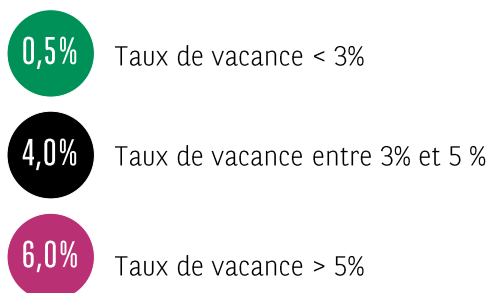 0,5% Taux de vacance < 3%
4,0% Taux de vacance entre 3% et 5 %
6,0% Taux de vacance > 5%